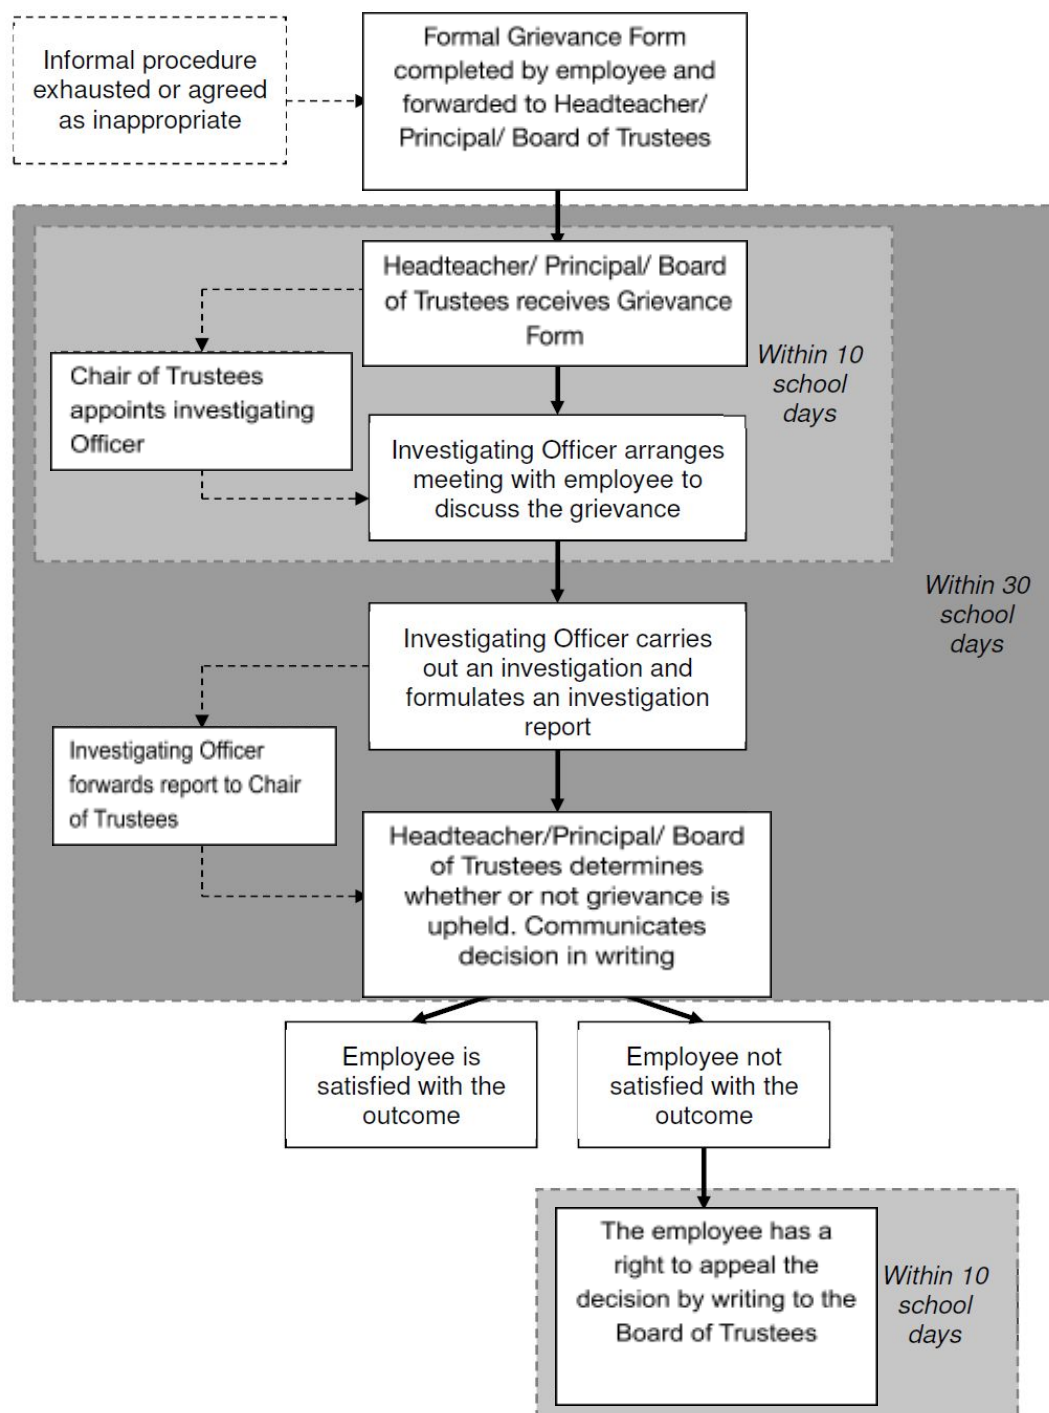 Informal procedure
exhausted or agreed
as inappropriate
Formal Grievance Form
completed by employee and
forwarded to Headteacher/
Principal/ Board of Trustees
Headteacher/ Principal/ Board
of Trustees receives Grievance
Form
Within 10
school
days
Chair of Trustees
appoints investigating
Officer
Investigating Officer arranges
meeting with employee to
discuss the grievance
Within 30
school
days
Investigating Officer carries
out an investigation and
formulates an investigation
report
Investigating Officer
forwards report to Chair
of Trustees
Headteacher/Principal/ Board
of Trustees determines
whether or not grievance is
upheld. Communicates
decision in writing
Employee is
satisfied with the
outcome
Employee not
satisfied with the
outcome
The employee has a
right to appeal the
decision by writing to the
Board of Trustees
Within 10
school
days